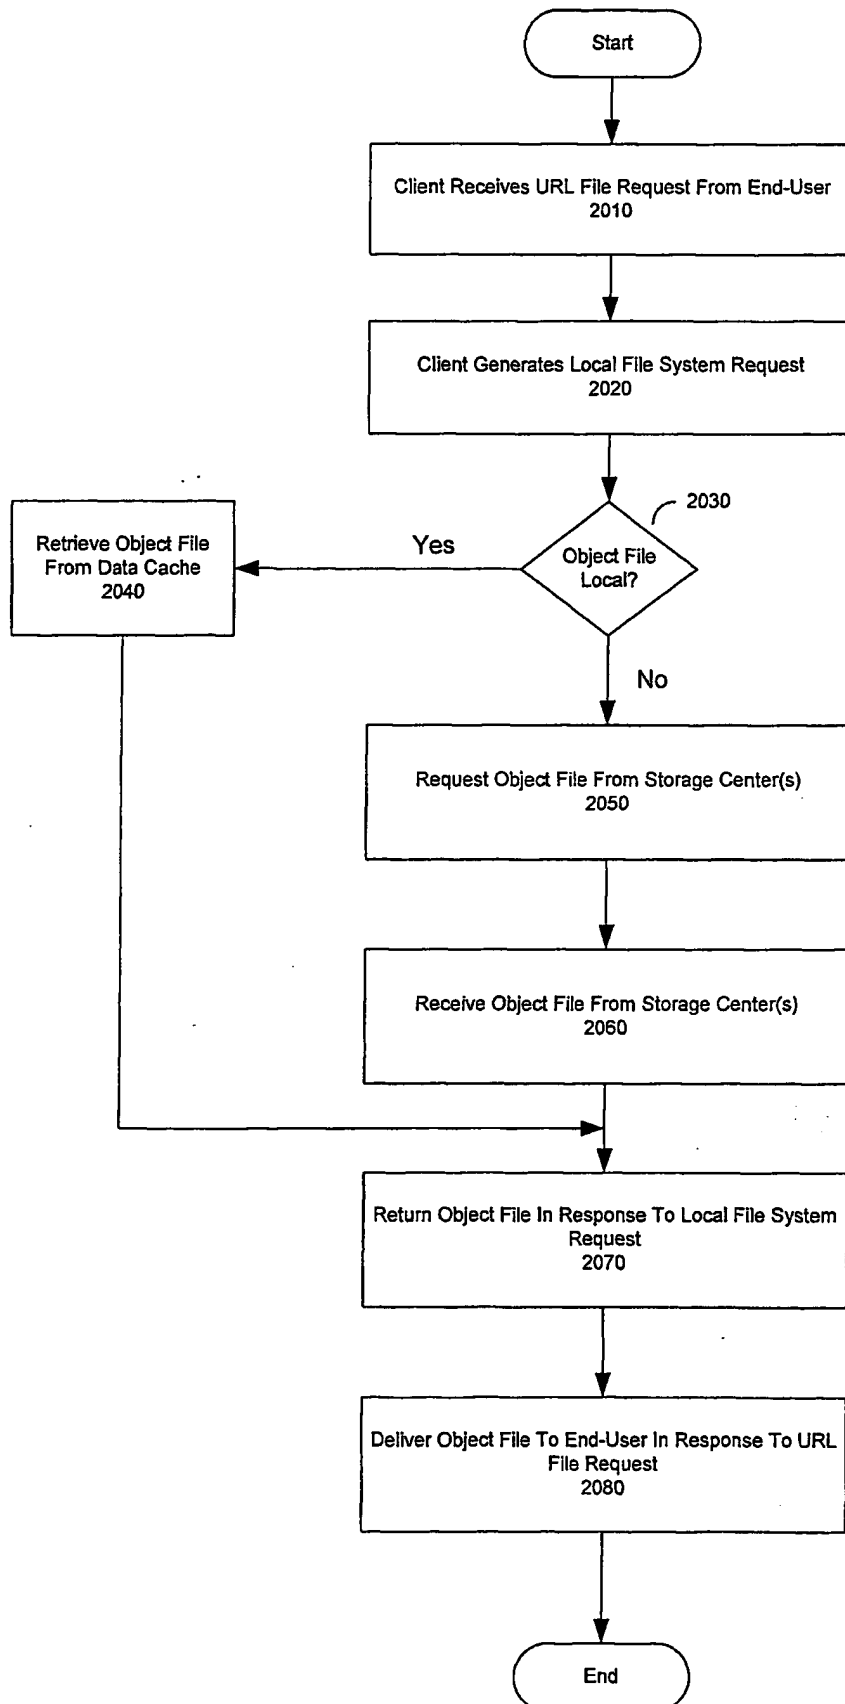 Start
Client Receives URL File Request From End-User
2010
Client Generates Local File System Request
2020
2030
Object File
Local?
Yes
Retrieve Object File
From Data Cache
2040
No
Request Object File From Storage Center(s)
2050
Receive Object File From Storage Center(s)
2060
Return Object File In Response To Local File System
Request
2070
Deliver Object File To End-User In Response To URL
File Request
2080
End